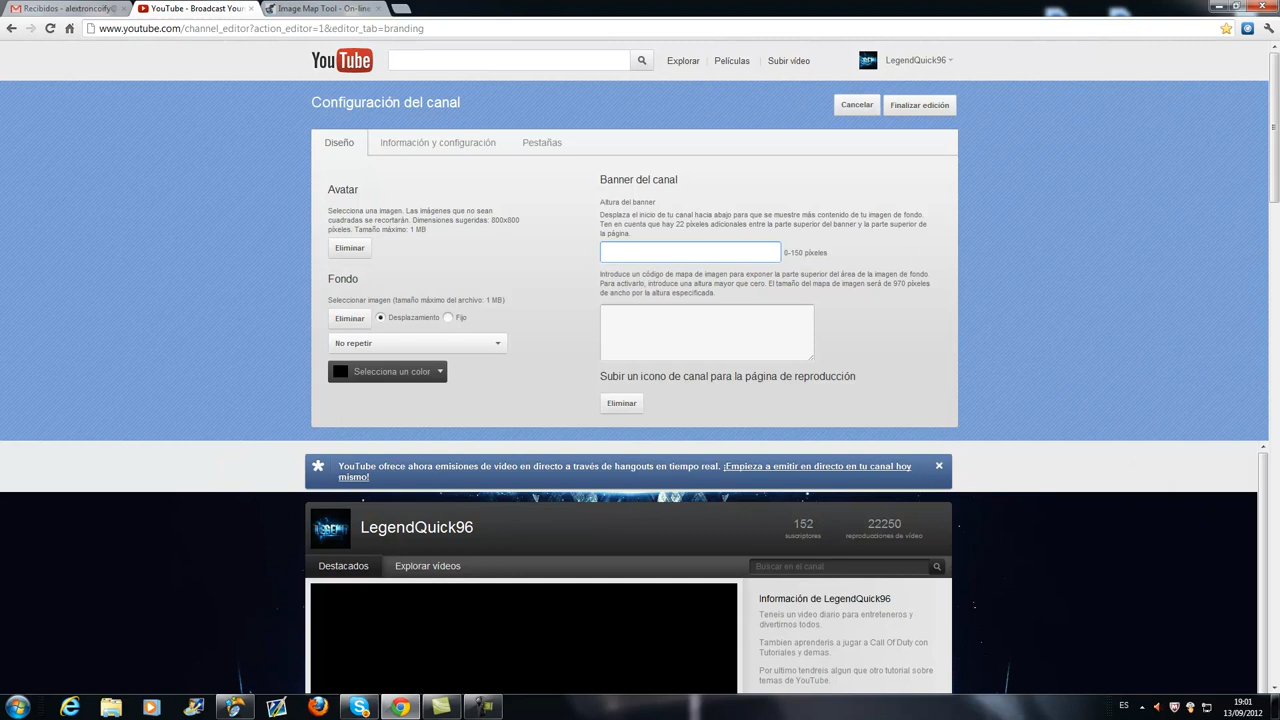 Recibidos - alextroncoify@
YouTube - Broadcast Your
Image Map Tool - On-line
www.youtube.com/channel_editor?action_editor=1&editor_tab=branding
YouTube
Explorar
Películas
Subir vídeo
LegendQuick96
Configuración del canal
Cancelar
Finalizar edición
Diseño
Información y configuración
Pestañas
Avatar
Selecciona una imagen. Las imágenes que no sean
cuadradas se recortarán. Dimensiones sugeridas: 800x800
píxeles. Tamaño máximo: 1 MB
Eliminar
Fondo
Seleccionar imagen (tamaño máximo del archivo: 1 MB)
Eliminar
Desplazamiento
Fijo
No repetir
Selecciona un color
Banner del canal
Altura del banner
Desplaza el inicio de tu canal hacia abajo para que se muestre más contenido de tu imagen de fondo.
Ten en cuenta que hay 22 píxeles adicionales entre la parte superior del banner y la parte superior de
la página.
0-150 píxeles
Introduce un código de mapa de imagen para exponer la parte superior del área de la imagen de fondo.
Para activarlo, introduce una altura mayor que cero. El tamaño del mapa de imagen será de 970 píxeles
de ancho por la altura especificada.
Subir un icono de canal para la página de reproducción
Eliminar
YouTube ofrece ahora emisiones de vídeo en directo a través de hangouts en tiempo real. ¡Empieza a emitir en directo en tu canal hoy
mismo!
LegendQuick96
152
suscriptores
22250
reproducciones de vídeo
Destacados
Explorar vídeos
Buscar en el canal
Información de LegendQuick96
Teneis un video diario para entreteneros y
divertirnos todos.
Tambien aprenderis a jugar a Call Of Duty con
Tutoriales y demas.
Por ultimo tendreis algun que otro tutorial sobre
temas de YouTube.
ES
19:01
13/09/2012